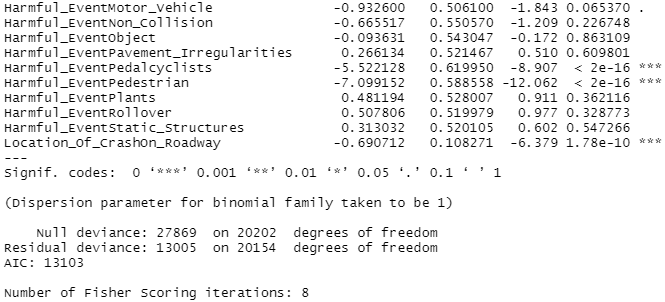 Harmful_EventMotor_Vehicle -0.932600 0.506100 -1.843 0.065370 .
Harmful_EventNon_Collision -0.665517 0.550570 -1.209 0.226748
Harmful_EventObject -0.093631 0.543047 -0.172 0.863109
Harmful_EventPavement_Irregularities 0.266134 0.521467 0.510 0.609801
Harmful_EventPedalcyclists -5.522128 0.619950 -8.907 < 2e-16 ***
Harmful_EventPedestrian -7.099152 0.588558 -12.062 < 2e-16 ***
Harmful_EventPlants 0.481194 0.528007 0.911 0.362116
Harmful_EventRollover 0.507806 0.519979 0.977 0.328773
Harmful_EventStatic_Structures 0.313032 0.520105 0.602 0.547266
Location_Of_CrashOn_Roadway -0.690712 0.108271 -6.379 1.78e-10 ***
---
Signif. codes: 0 ‘***’ 0.001 ‘**’ 0.01 ‘*’ 0.05 ‘.’ 0.1 ‘ ’ 1
(Dispersion parameter for binomial family taken to be 1)
Null deviance: 27869 on 20202 degrees of freedom
Residual deviance: 13005 on 20154 degrees of freedom
AIC: 13103
Number of Fisher Scoring iterations: 8